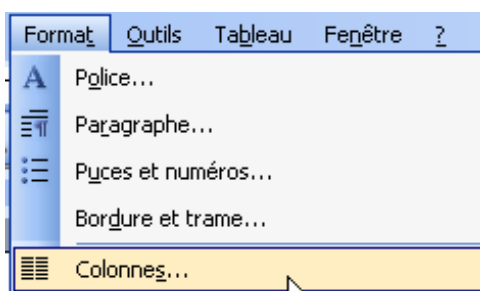 Format Outils Tableau Fenêtre ?
Police...
Paragraphe...
Puces et numéros...
Bordure et trame...
Colonnes...